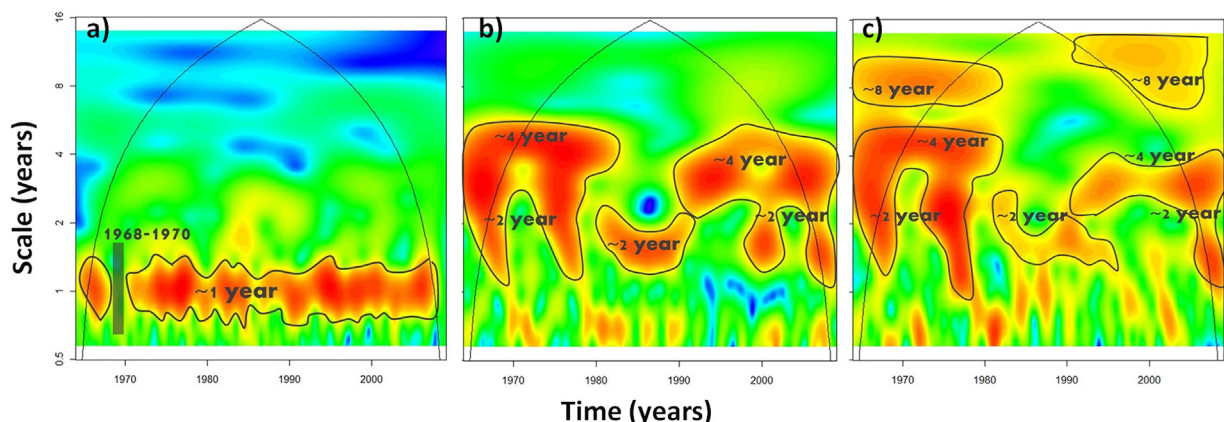 a)
b)
c)
Scale (years)
16
8
4
2
1
0.5
1968-1970
~1 year
1970
1980
1990
2000
~4 year
~4 year
~2 year
~2 year
~2 year
1970
1980
1990
2000
~8 year
~8 year
~4 year
~4 year
~2 year
~2 year
~2 year
1970
1980
1990
2000
Time (years)